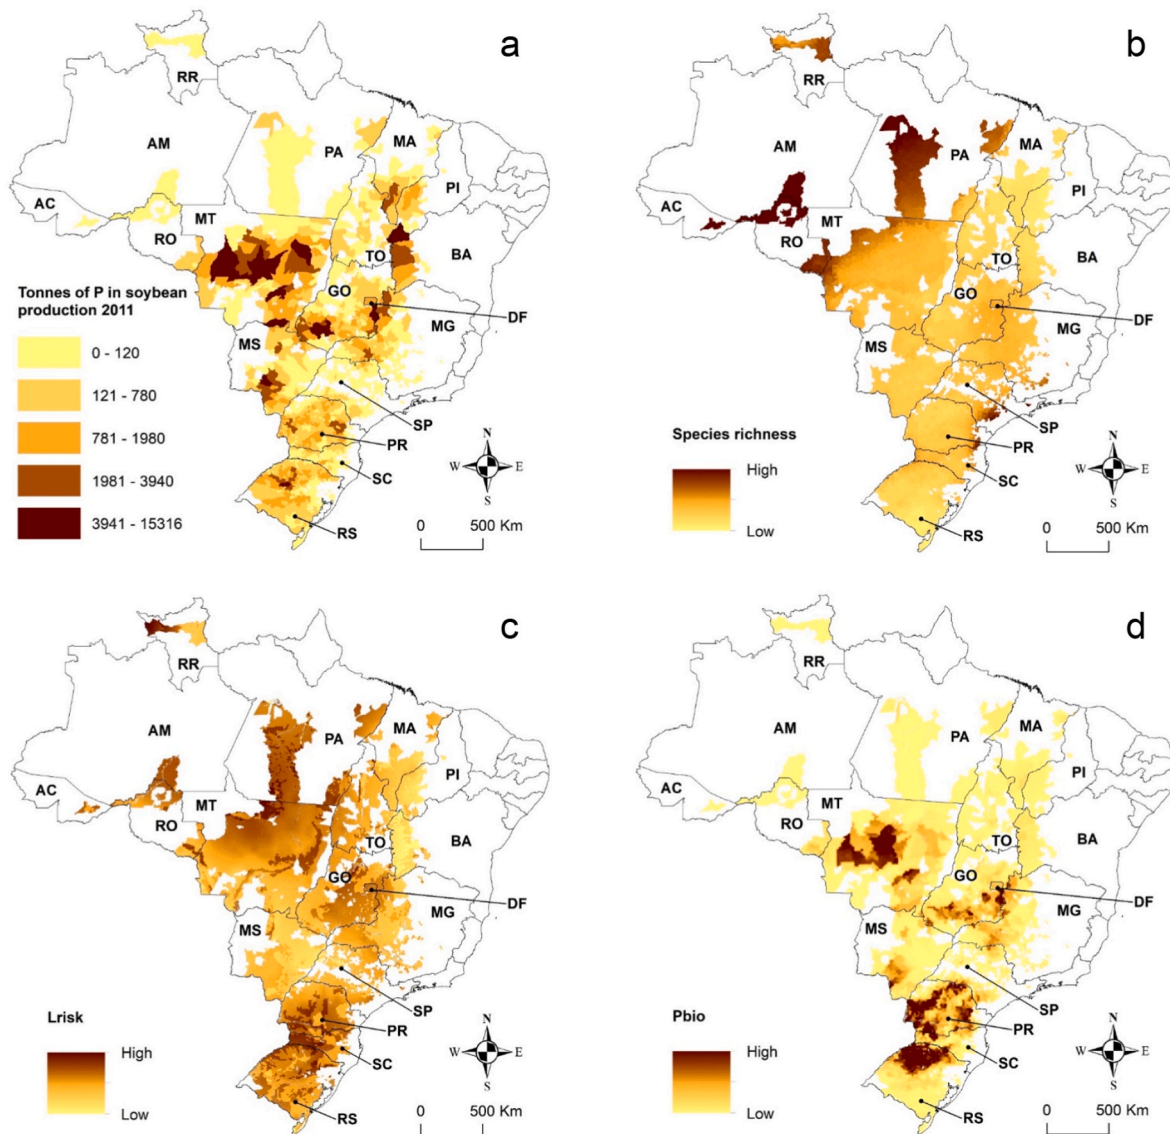 a
RR
AM
PA
MA
PI
AC
MT
RO
TO
BA
GO
DF
MG
MS
SP
PR
SC
RS
Tonnes of P in soybean
production 2011
0 - 120
121 - 780
781 - 1980
1981 - 3940
3941 - 15316
N
W E
S
0 500 Km
b
RR
AM
PA
MA
PI
AC
MT
RO
TO
BA
GO
DF
MG
MS
SP
PR
SC
RS
Species richness
High
Low
N
W E
S
0 500 Km
c
RR
AM
PA
MA
PI
AC
MT
RO
TO
BA
GO
DF
MG
MS
SP
PR
SC
RS
Lrisk
High
Low
N
W E
S
0 500 Km
d
RR
AM
PA
MA
PI
AC
MT
RO
TO
BA
GO
DF
MG
MS
SP
PR
SC
RS
Pbio
High
Low
N
W E
S
0 500 Km